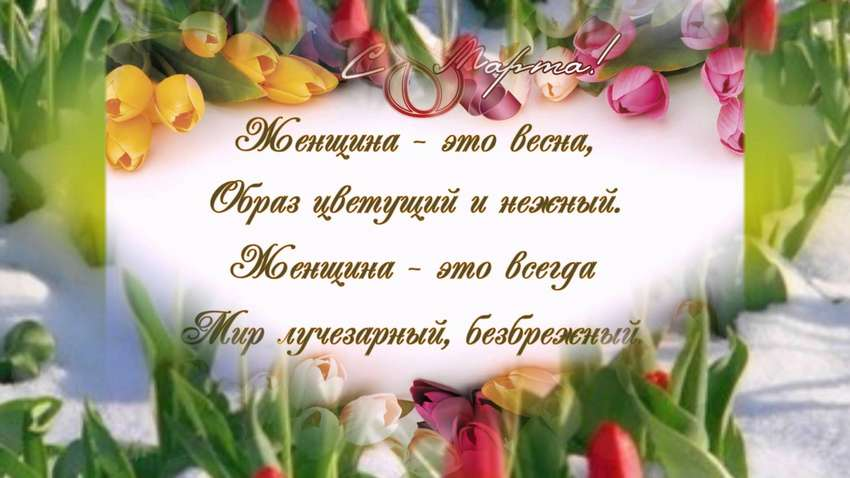 С 8 Марта!
Женщина - это весна,
Образ цветущий и нежный.
Женщина - это всегда
Мир лучезарный, безбрежный.